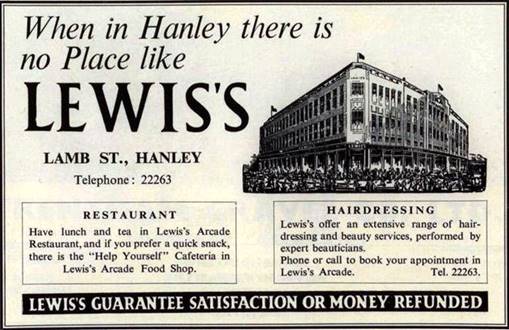 When in Hanley there is
no Place like
LEWIS'S
LAMB ST., HANLEY
Telephone: 22263
RESTAURANT
Have lunch and tea in Lewis's Arcade
Restaurant, and if you prefer a quick snack,
there is the "Help Yourself" Cafeteria in
Lewis's Arcade Food Shop.
HAIRDRESSING
Lewis's offer an extensive range of hair-
dressing and beauty services, performed by
expert beauticians.
Phone or call to book your appointment in
Lewis's Arcade. Tel. 22263.
LEWIS'S GUARANTEE SATISFACTION OR MONEY REFUNDED